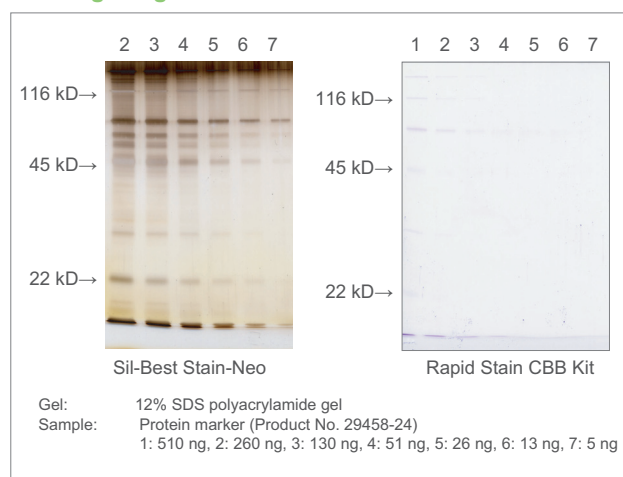 2 3 4 5 6 7
1 2 3 4 5 6 7
116 kD→
45 kD→
22 kD→
116 kD→
45 kD→
22 kD→
Sil-Best Stain-Neo
Rapid Stain CBB Kit
Gel: 12% SDS polyacrylamide gel
Sample: Protein marker (Product No. 29458-24)
1: 510 ng, 2: 260 ng, 3: 130 ng, 4: 51 ng, 5: 26 ng, 6: 13 ng, 7: 5 ng